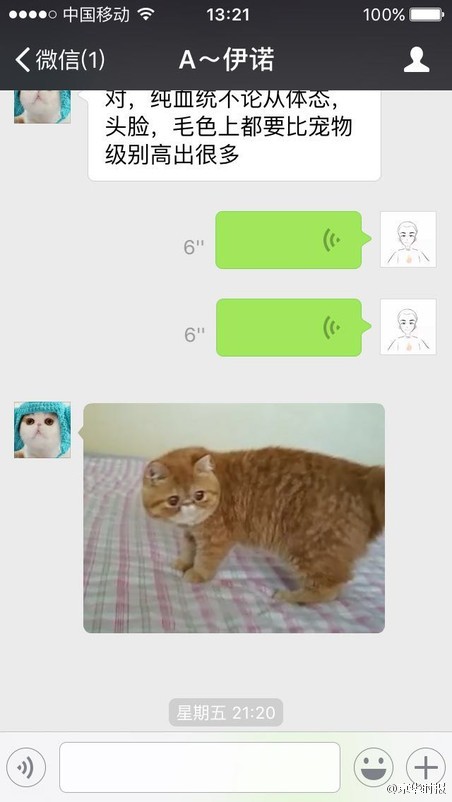 中国移动 13:21 100%
微信(1) A～伊诺
对，纯血统不论从体态，
头脸，毛色上都要比宠物
级别高出很多
6"
6"
星期五 21:20
@京华时报